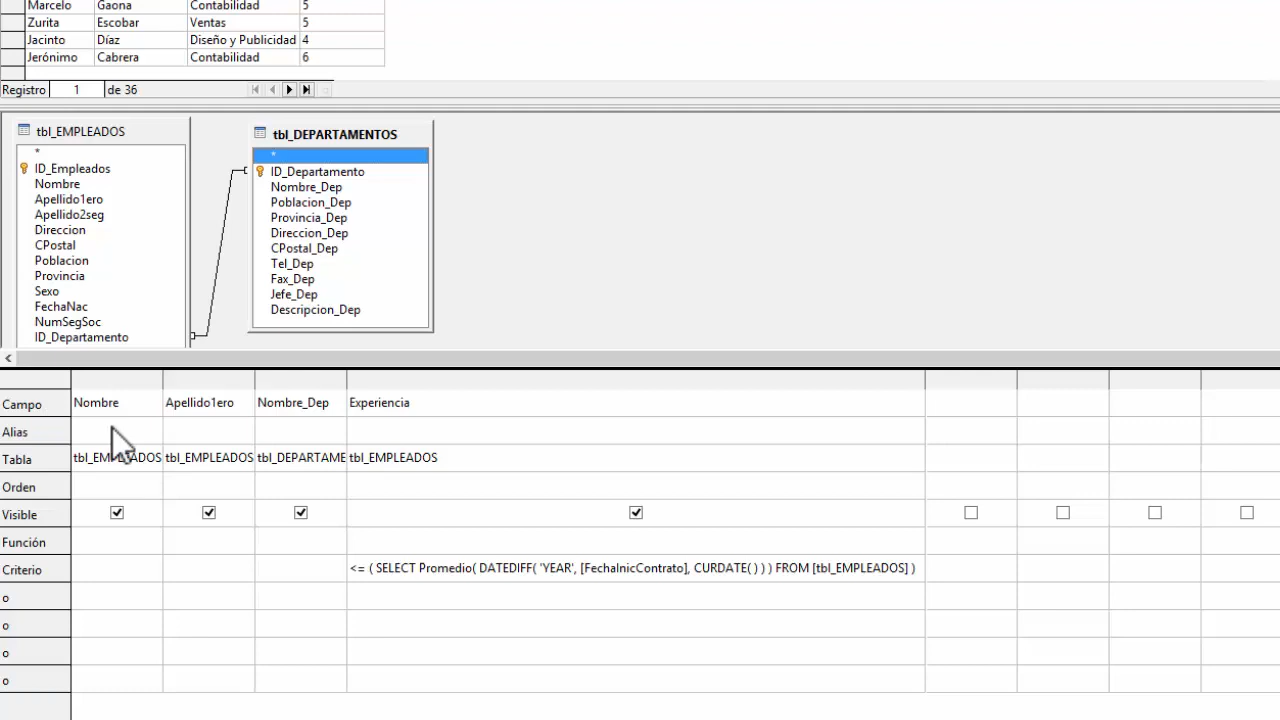 Marcelo Gaona Contabilidad 5
Zurita Escobar Ventas 5
Jacinto Díaz Diseño y Publicidad 4
Jerónimo Cabrera Contabilidad 6
Registro 1 de 36
tbl_EMPLEADOS
*
ID_Empleados
Nombre
Apellido1ero
Apellido2seg
Direccion
CPostal
Poblacion
Provincia
Sexo
FechaNac
NumSegSoc
ID_Departamento
tbl_DEPARTAMENTOS
*
ID_Departamento
Nombre_Dep
Poblacion_Dep
Provincia_Dep
Direccion_Dep
CPostal_Dep
Tel_Dep
Fax_Dep
Jefe_Dep
Descripcion_Dep
Campo Nombre Apellido1ero Nombre_Dep Experiencia
Alias
Tabla tbl_EMPLEADOS tbl_EMPLEADOS tbl_DEPARTAME tbl_EMPLEADOS
Orden
Visible
Función
Criterio <= ( SELECT Promedio( DATEDIFF( 'YEAR', [FechaInicContrato], CURDATE( ) ) ) FROM [tbl_EMPLEADOS] )
o
o
o
o